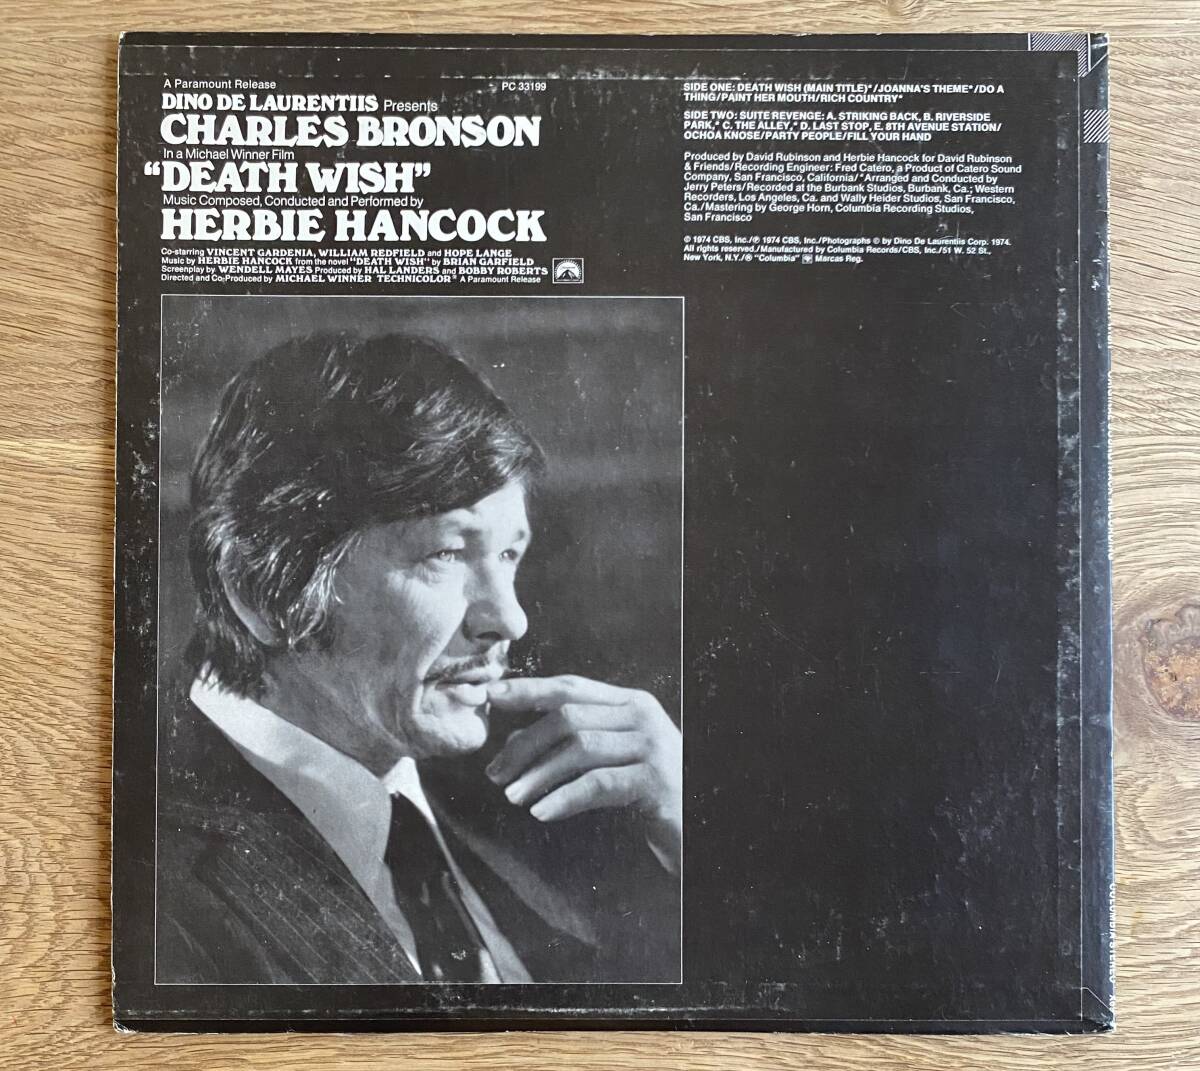 A Paramount Release
PC 33199
DINO DE LAURENTIIS Presents
CHARLES BRONSON
In a Michael Winner Film
"DEATH WISH"
Music Composed, Conducted and Performed by
HERBIE HANCOCK
Co-starring VINCENT GARDENIA, WILLIAM REDFIELD and HOPE LANGE
Music by HERBIE HANCOCK from the novel "DEATH WISH" by BRIAN GARFIELD
Screenplay by WENDELL MAYES Produced by HAL LANDERS and BOBBY ROBERTS
Directed and Co-Produced by MICHAEL WINNER TECHNICOLOR® A Paramount Release
SIDE ONE: DEATH WISH (MAIN TITLE)*/JOANNA'S THEME*/DO A
THING/PAINT HER MOUTH/RICH COUNTRY*
SIDE TWO: SUITE REVENGE: A. STRIKING BACK, B. RIVERSIDE
PARK,* C. THE ALLEY,* D. LAST STOP, E. 8TH AVENUE STATION/
OCHOA KNOSE/PARTY PEOPLE/FILL YOUR HAND
Produced by David Rubinson and Herbie Hancock for David Rubinson
& Friends/Recording Engineer: Fred Catero, a Product of Catero Sound
Company, San Francisco, California/*Arranged and Conducted by
Jerry Peters/Recorded at the Burbank Studios, Burbank, Ca.; Western
Recorders, Los Angeles, Ca. and Wally Heider Studios, San Francisco,
Ca./Mastering by George Horn, Columbia Recording Studios,
San Francisco
© 1974 CBS, Inc./℗ 1974 CBS, Inc./Photographs © by Dino De Laurentiis Corp. 1974.
All rights reserved./Manufactured by Columbia Records/CBS, Inc./51 W. 52 St.,
New York, N.Y./® "Columbia" Marcas Reg.
COLUMBIA STEREO